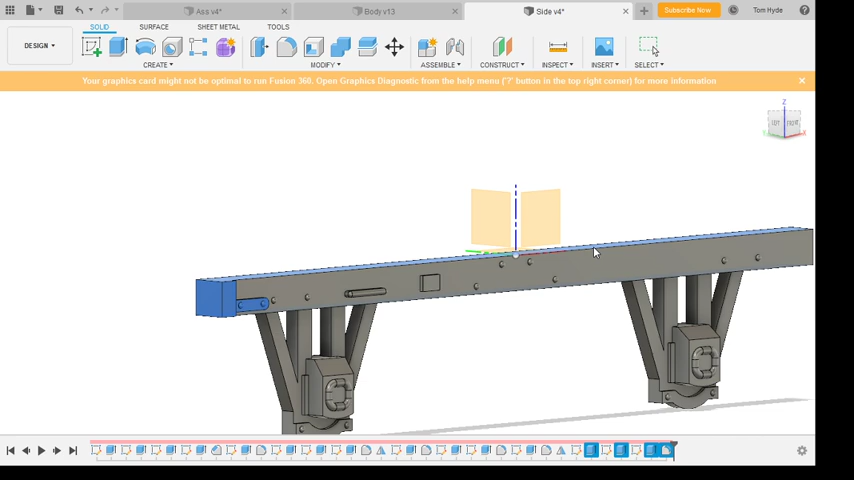 Ass v4*
Body v13
Side v4*
Subscribe Now
Tom Hyde
SOLID SURFACE SHEET METAL TOOLS
DESIGN
CREATE MODIFY ASSEMBLE CONSTRUCT INSPECT INSERT SELECT
Your graphics card might not be optimal to run Fusion 360. Open Graphics Diagnostic from the help menu ('?' button in the top right corner) for more information
Z
X